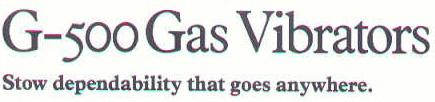 G-500 Gas Vibrators
Stow dependability that goes anywhere.